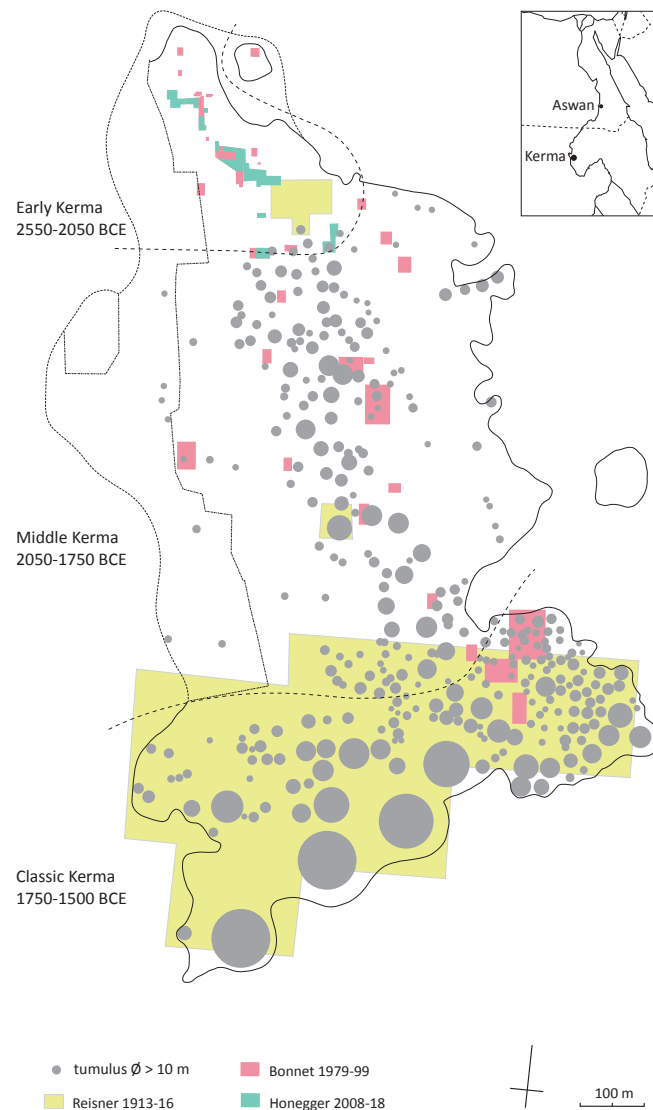 Aswan
Kerma
Early Kerma
2550-2050 BCE
Middle Kerma
2050-1750 BCE
Classic Kerma
1750-1500 BCE
tumulus Ø > 10 m
Bonnet 1979-99
Reisner 1913-16
Honegger 2008-18
100 m